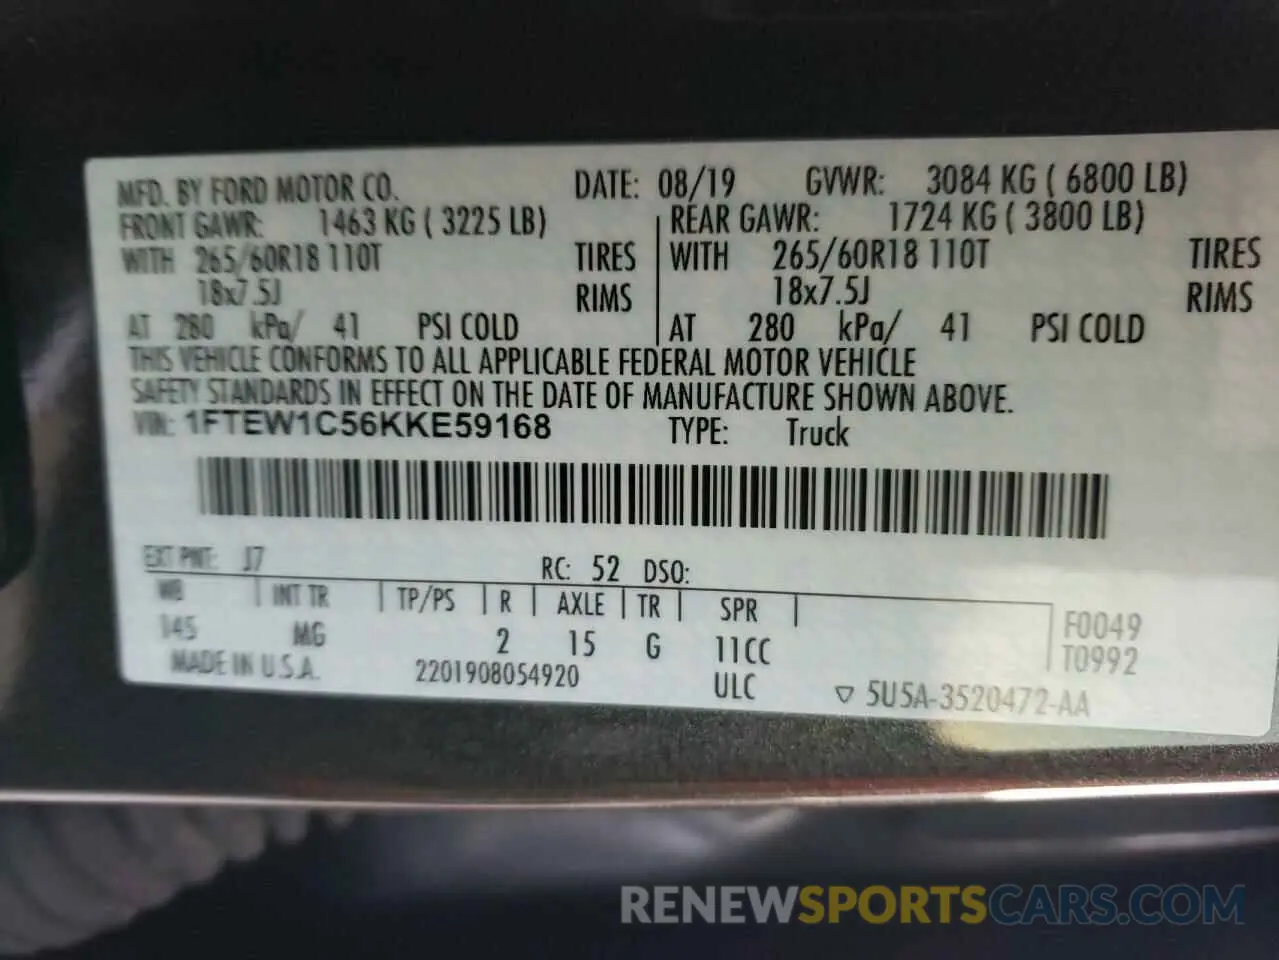 MFD. BY FORD MOTOR CO. DATE: 08/19 GVWR: 3084 KG ( 6800 LB)
FRONT GAWR: 1463 KG ( 3225 LB) REAR GAWR: 1724 KG ( 3800 LB)
WITH 265/60R18 110T TIRES WITH 265/60R18 110T TIRES
18x7.5J RIMS 18x7.5J RIMS
AT 280 kPa/ 41 PSI COLD AT 280 kPa/ 41 PSI COLD
THIS VEHICLE CONFORMS TO ALL APPLICABLE FEDERAL MOTOR VEHICLE
SAFETY STANDARDS IN EFFECT ON THE DATE OF MANUFACTURE SHOWN ABOVE.
VIN: 1FTEW1C56KKE59168 TYPE: Truck
EXT PNT: J7 RC: 52 DSO:
WB INT TR TP/PS R AXLE TR SPR F0049
145 MG 2 15 G 11CC T0992
MADE IN U.S.A. 2201908054920 ULC ▽ 5U5A-3520472-AA
RENEWSPORTSCARS.COM